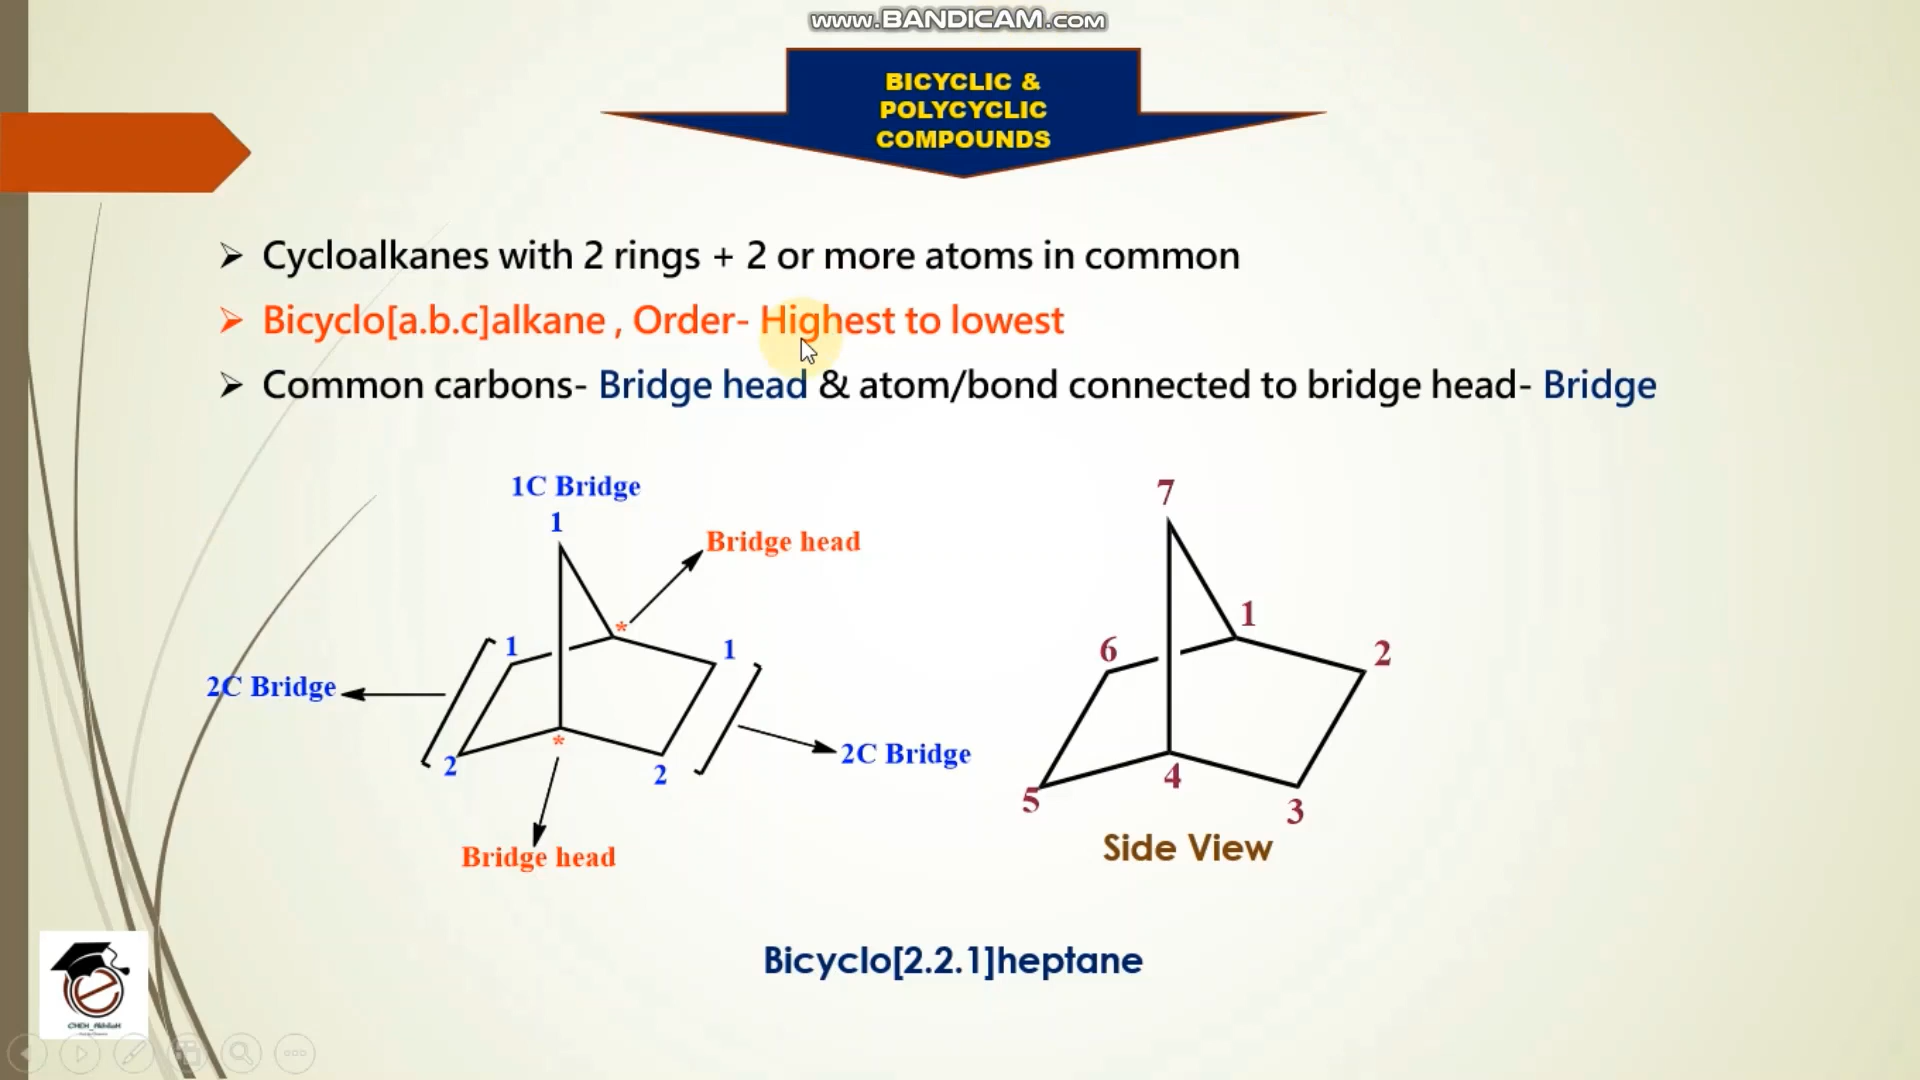 www.BANDICAM.com
BICYCLIC &
POLYCYCLIC
COMPOUNDS
Cycloalkanes with 2 rings + 2 or more atoms in common
Bicyclo[a.b.c]alkane , Order- Highest to lowest
Common carbons- Bridge head & atom/bond connected to bridge head- Bridge
1C Bridge
1
Bridge head
*
1
1
2C Bridge
2
*
2
2C Bridge
Bridge head
7
1
6
2
5
4
3
Side View
Bicyclo[2.2.1]heptane